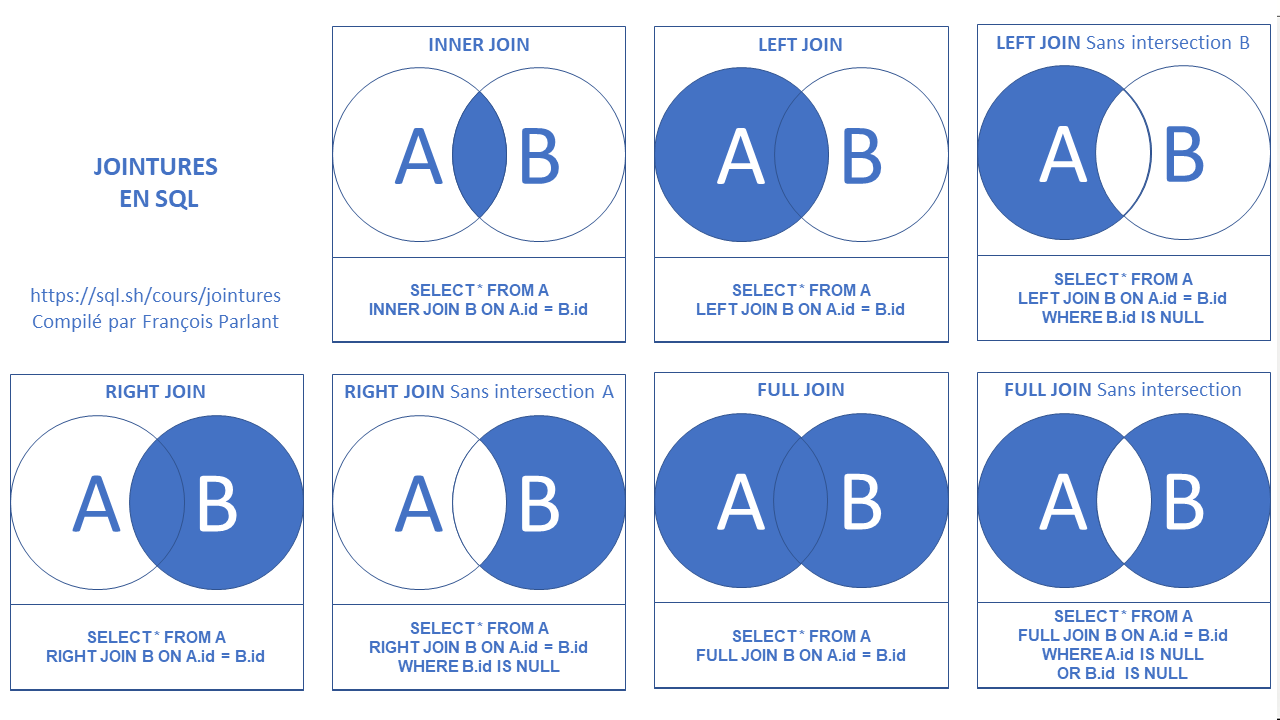 JOINTURES
EN SQL
https://sql.sh/cours/jointures
Compilé par François Parlant
INNER JOIN
A B
SELECT * FROM A
INNER JOIN B ON A.id = B.id
LEFT JOIN
A B
SELECT * FROM A
LEFT JOIN B ON A.id = B.id
LEFT JOIN Sans intersection B
A B
SELECT * FROM A
LEFT JOIN B ON A.id = B.id
WHERE B.id IS NULL
RIGHT JOIN
A B
SELECT * FROM A
RIGHT JOIN B ON A.id = B.id
RIGHT JOIN Sans intersection A
A B
SELECT * FROM A
RIGHT JOIN B ON A.id = B.id
WHERE B.id IS NULL
FULL JOIN
A B
SELECT * FROM A
FULL JOIN B ON A.id = B.id
FULL JOIN Sans intersection
A B
SELECT * FROM A
FULL JOIN B ON A.id = B.id
WHERE A.id IS NULL
OR B.id IS NULL